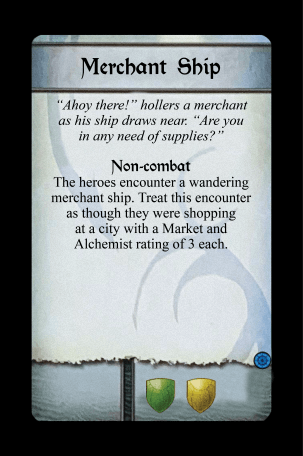 Merchant Ship
“Ahoy there!” hollers a merchant
as his ship draws near. “Are you
in any need of supplies?”
Non-combat
The heroes encounter a wandering
merchant ship. Treat this encounter
as though they were shopping
at a city with a Market and
Alchemist rating of 3 each.